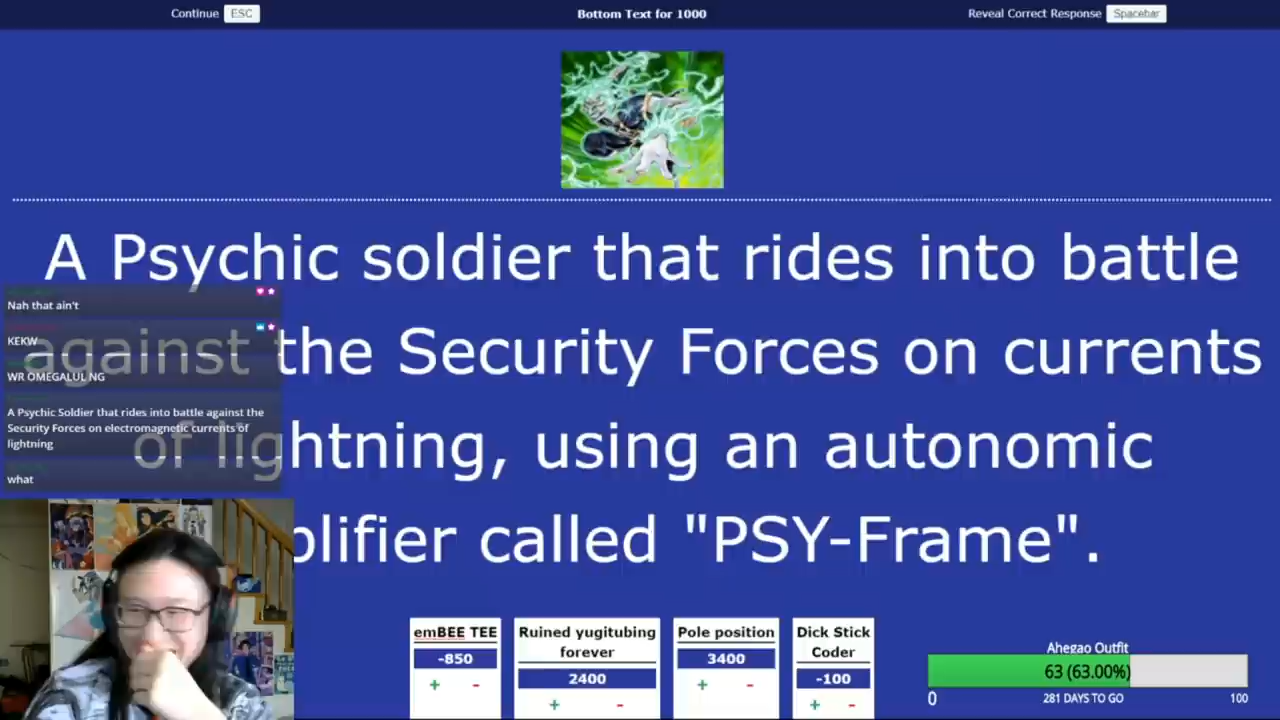 Continue ESC
Bottom Text for 1000
Reveal Correct Response Spacebar
A Psychic soldier that rides into battle
against the Security Forces on currents
of lightning, using an autonomic
plifier called "PSY-Frame".
Nah that ain't
KEKW
WR OMEGALUL NG
A Psychic Soldier that rides into battle against the
Security Forces on electromagnetic currents of
lightning
what
emBEE TEE
-850
+ -
Ruined yugitubing
forever
2400
+ -
Pole position
3400
+ -
Dick Stick
Coder
-100
+ -
Ahegao Outfit
63 (63.00%)
0 281 DAYS TO GO 100